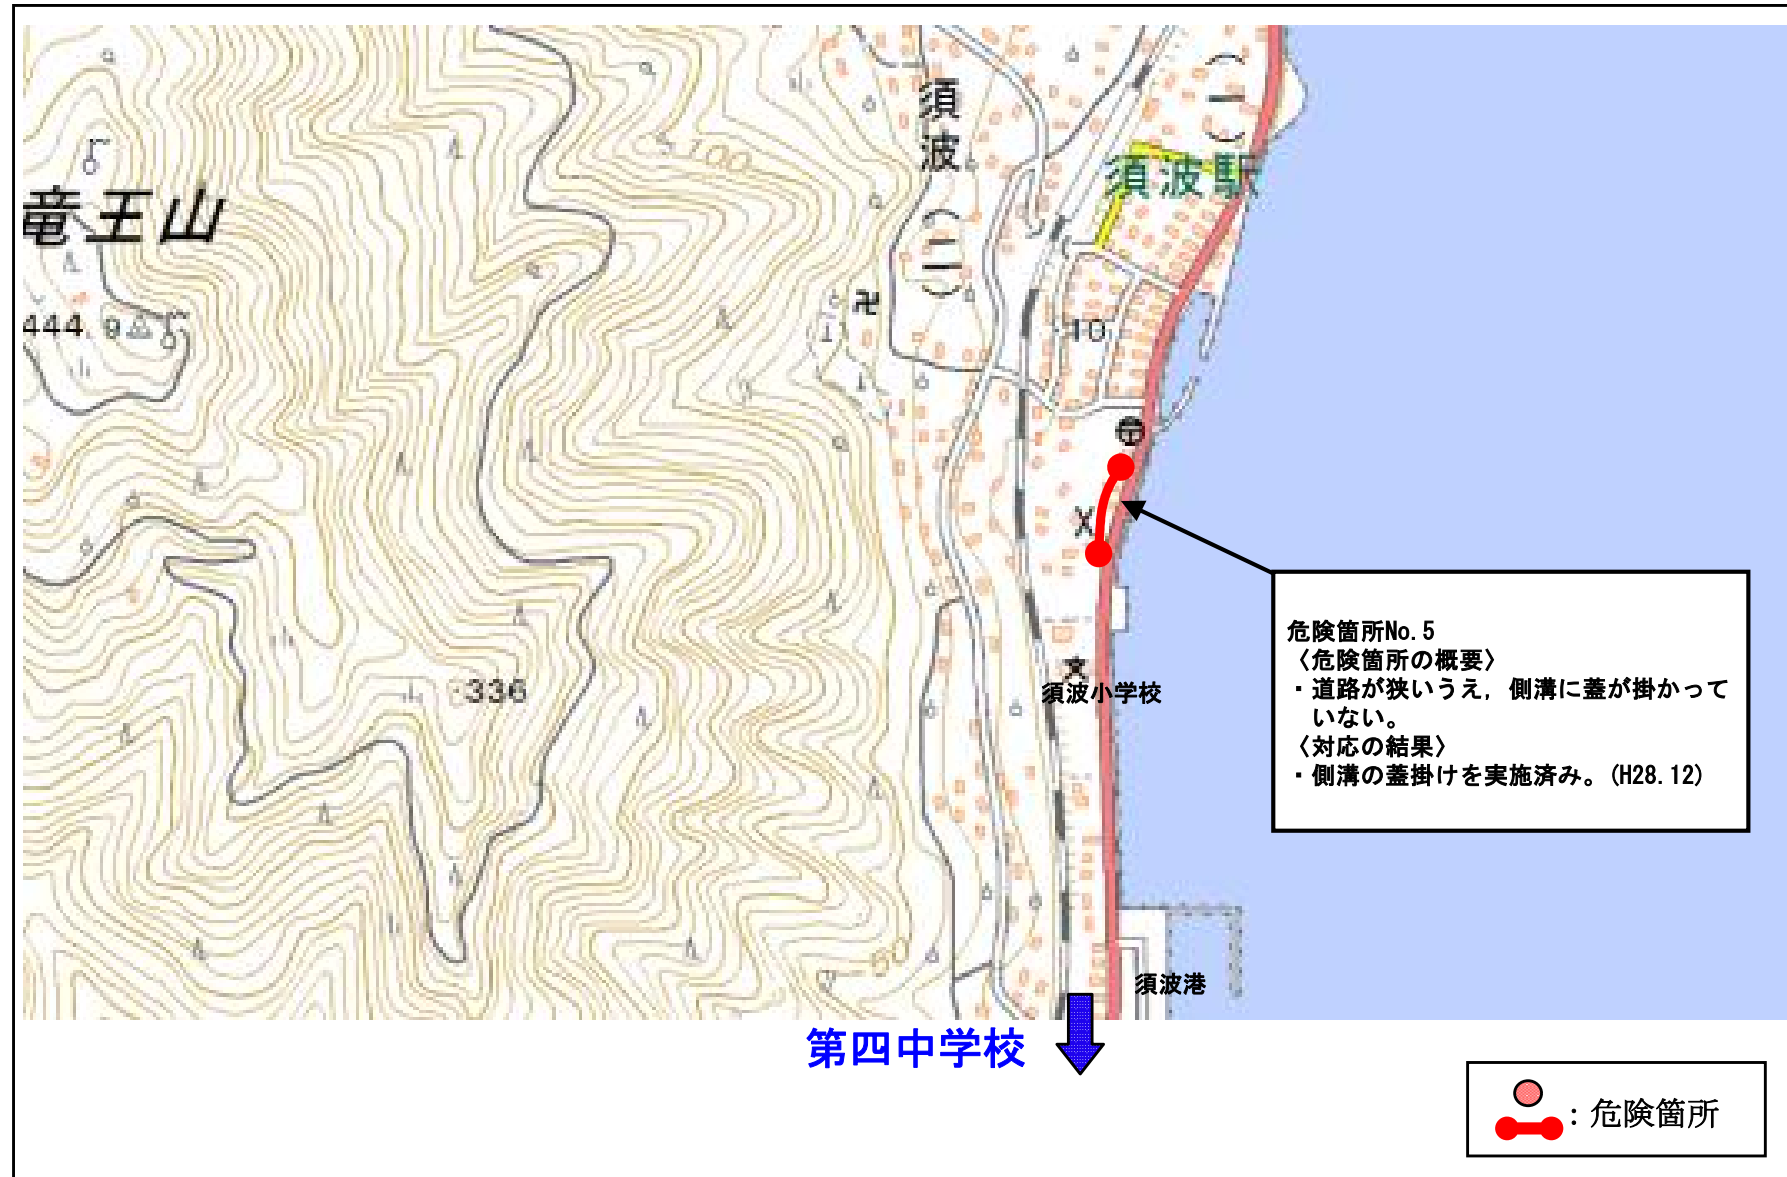 須波
(二)
(一)
須波駅
100
竜王山
444.9
10
336
須波小学校
危険箇所No.5
〈危険箇所の概要〉
・道路が狭いうえ，側溝に蓋が掛かって
いない。
〈対応の結果〉
・側溝の蓋掛けを実施済み。(H28.12)
50
須波港
第四中学校
：危険箇所